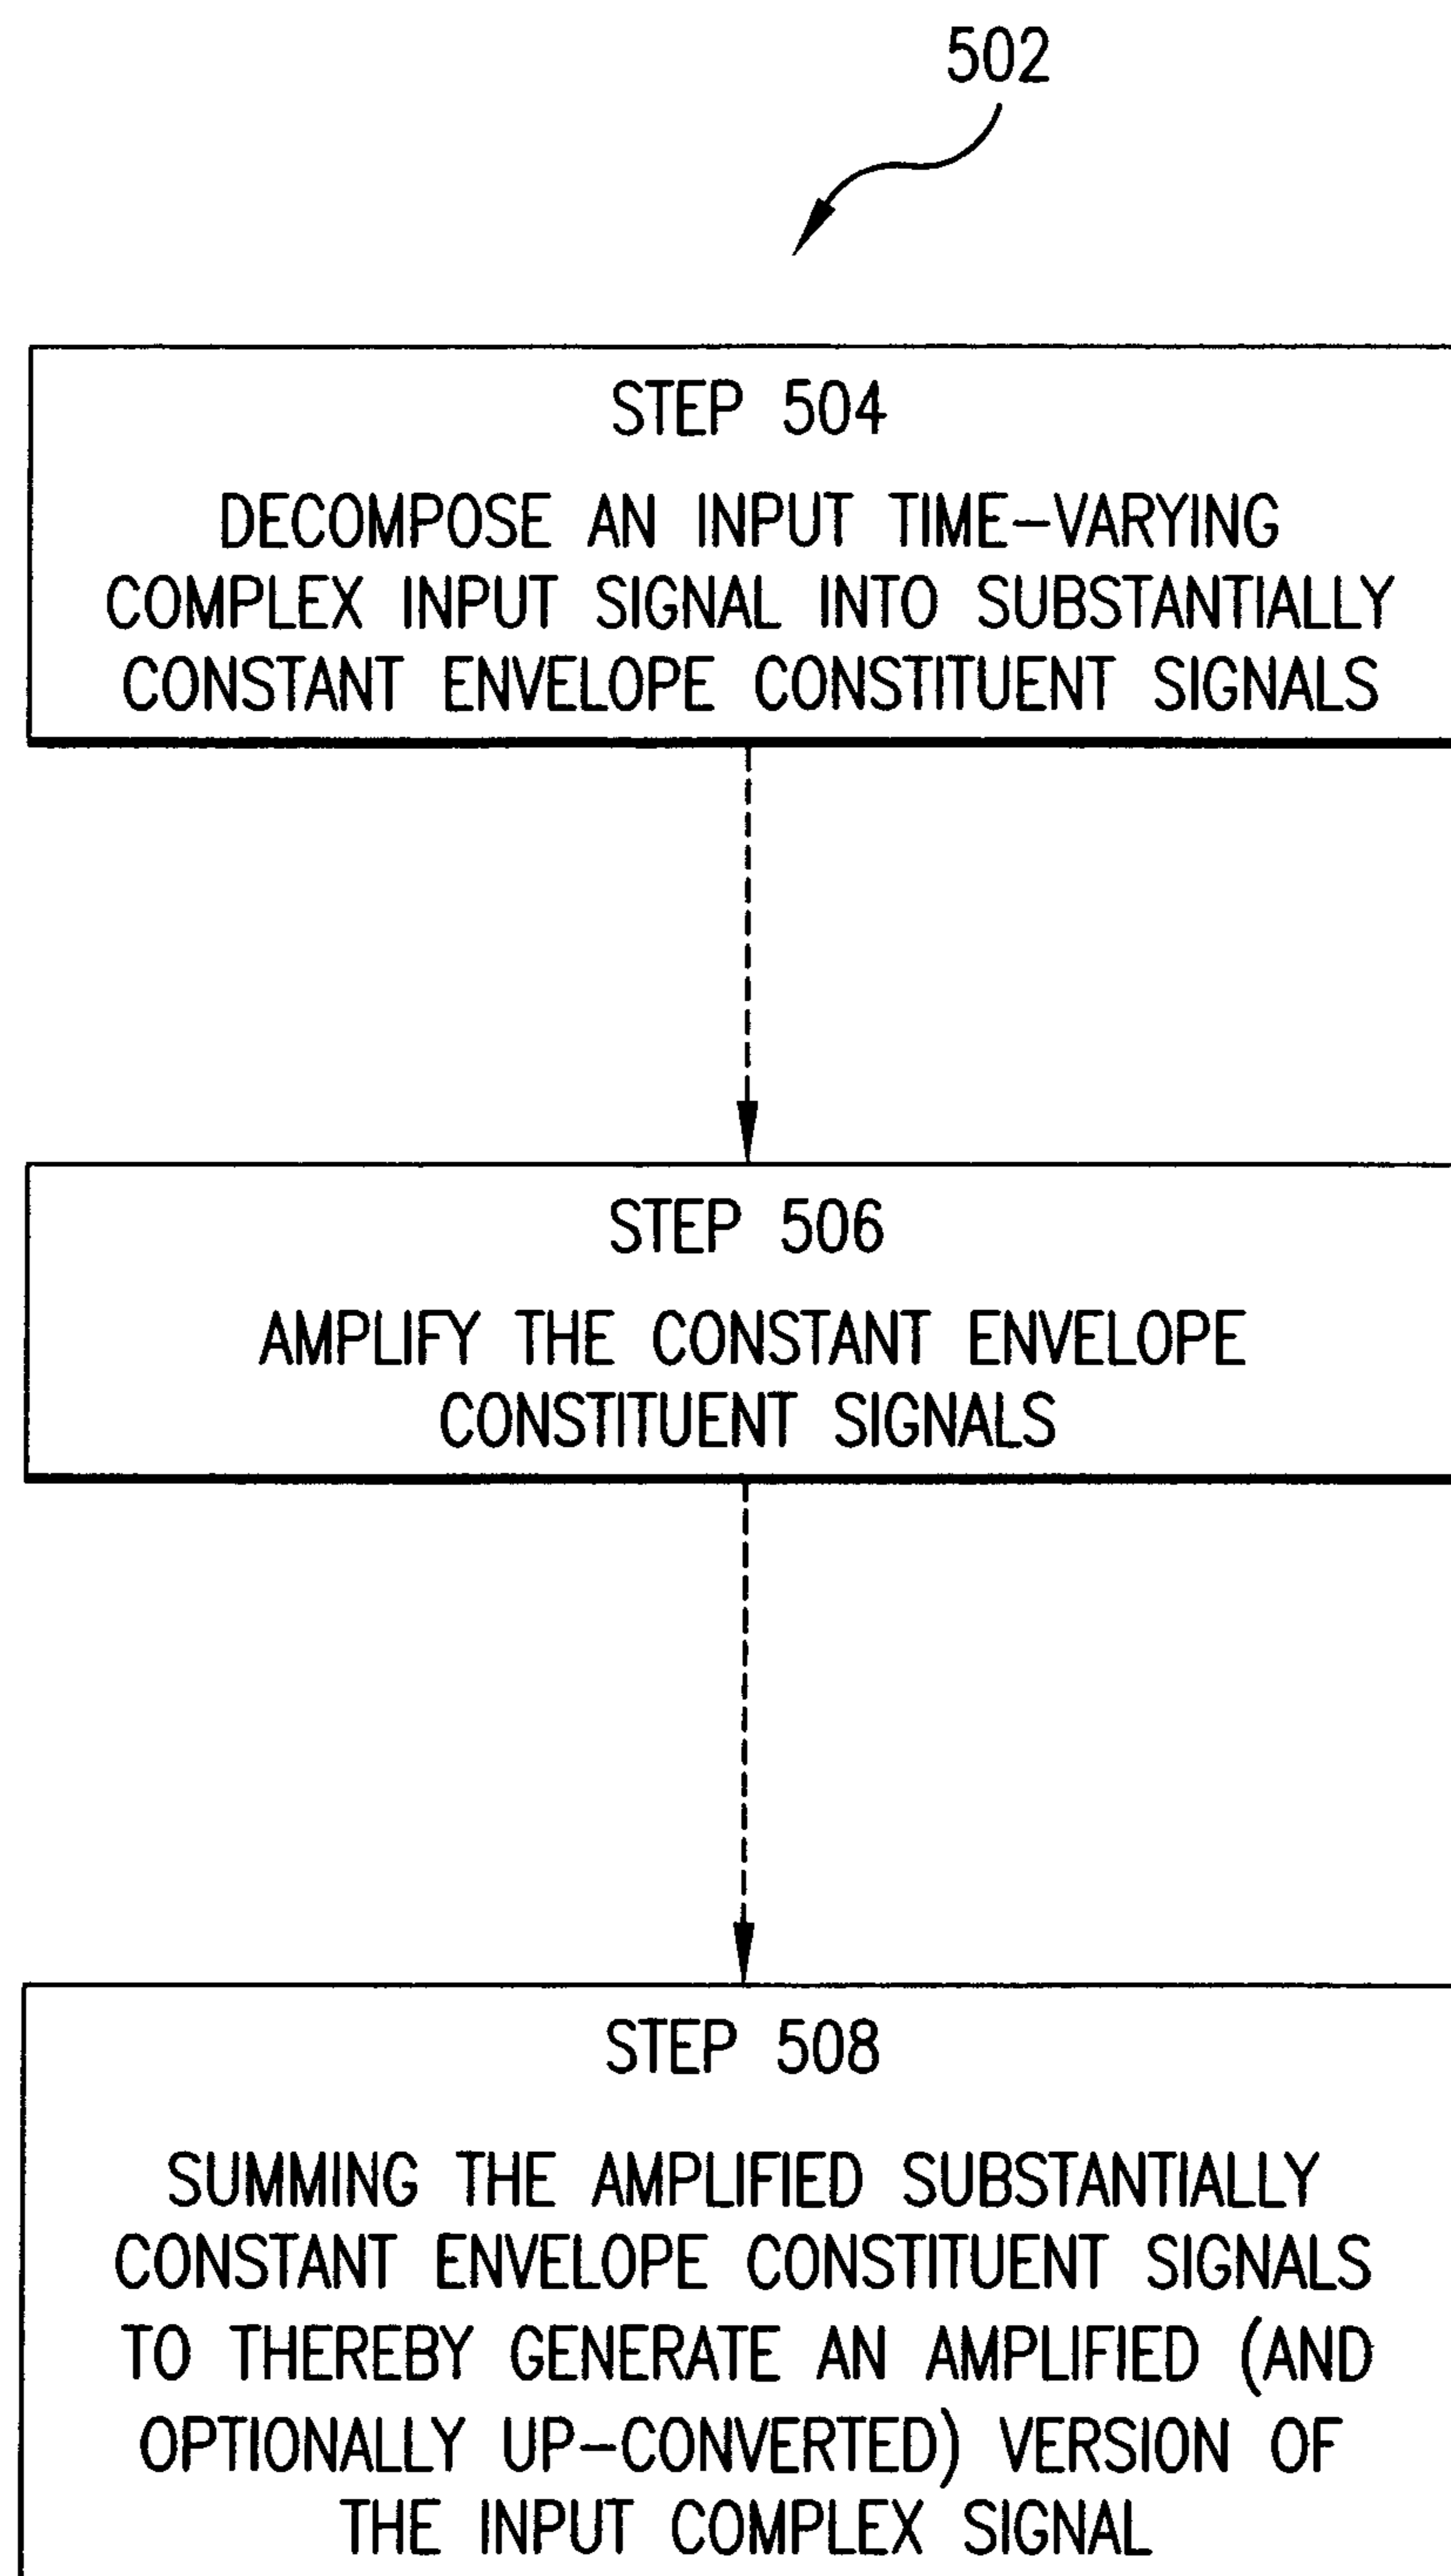 502
STEP 504
DECOMPOSE AN INPUT TIME-VARYING
COMPLEX INPUT SIGNAL INTO SUBSTANTIALLY
CONSTANT ENVELOPE CONSTITUENT SIGNALS
STEP 506
AMPLIFY THE CONSTANT ENVELOPE
CONSTITUENT SIGNALS
STEP 508
SUMMING THE AMPLIFIED SUBSTANTIALLY
CONSTANT ENVELOPE CONSTITUENT SIGNALS
TO THEREBY GENERATE AN AMPLIFIED (AND
OPTIONALLY UP-CONVERTED) VERSION OF
THE INPUT COMPLEX SIGNAL